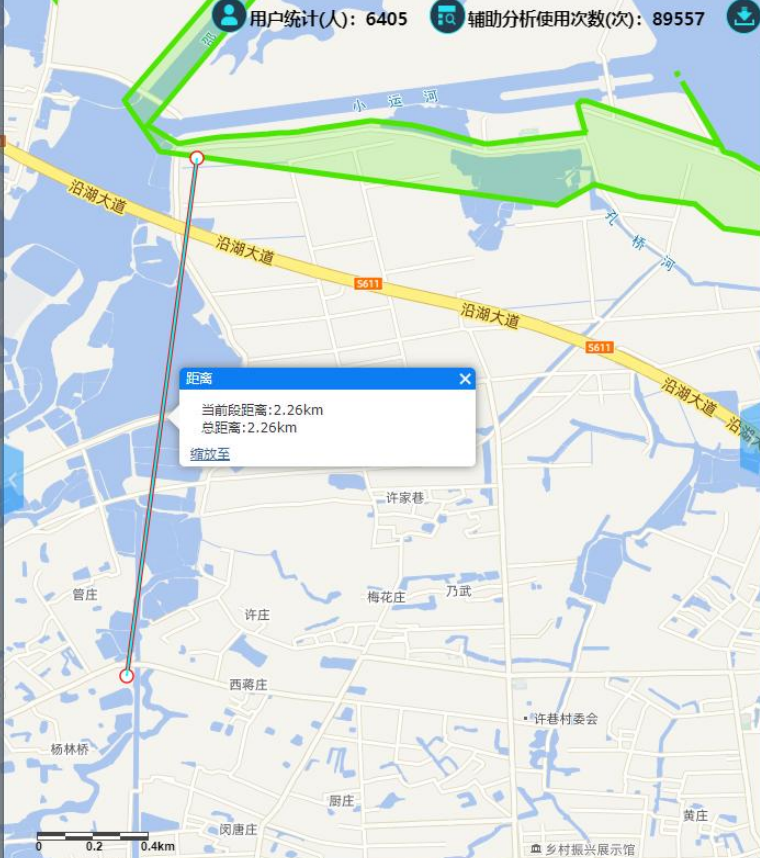 用户统计(人)：6405
辅助分析使用次数(次)：89557
邵
小运河
沿湖大道
孔桥河
沿湖大道
S611
沿湖大道
S611
沿湖大道
沿湖大
距离
当前段距离:2.26km
总距离:2.26km
缩放至
许家巷
管庄
梅花庄
乃武
许庄
西蒋庄
许巷村委会
杨林桥
厨庄
黄庄
闵唐庄
乡村振兴展示馆
0 0.2 0.4km